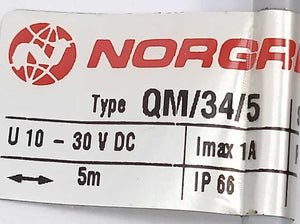 NORGR
Type QM/34/5
U 10 - 30 V DC Imax 1A
5m IP 66